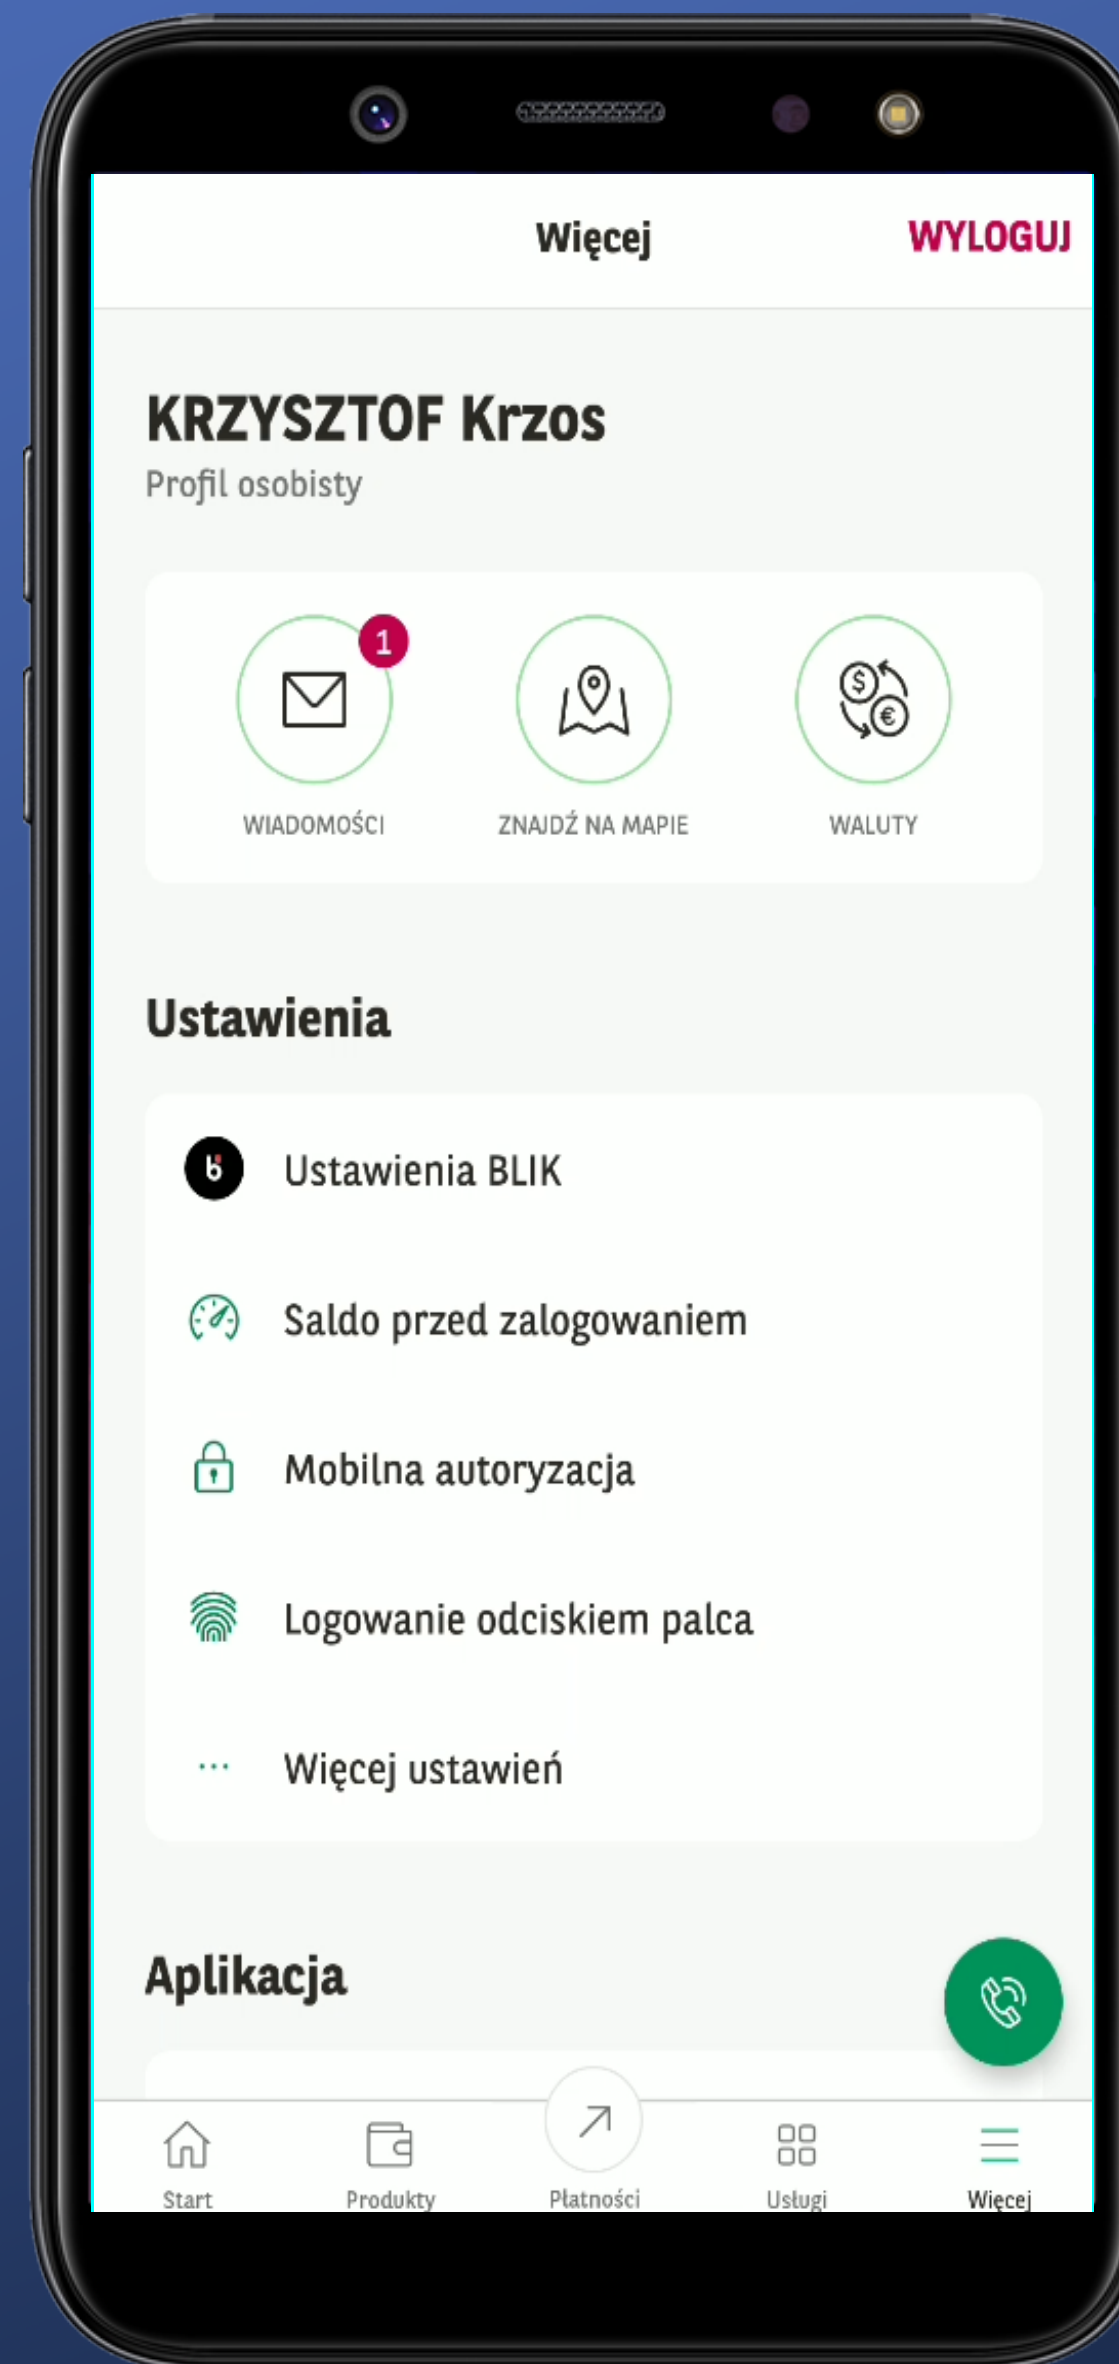 Więcej
WYLOGUJ
KRZYSZTOF Krzos
Profil osobisty
1
WIADOMOŚCI
ZNAJDŹ NA MAPIE
WALUTY
Ustawienia
Ustawienia BLIK
Saldo przed zalogowaniem
Mobilna autoryzacja
Logowanie odciskiem palca
Więcej ustawień
Aplikacja
Start
Produkty
Płatności
Usługi
Więcej